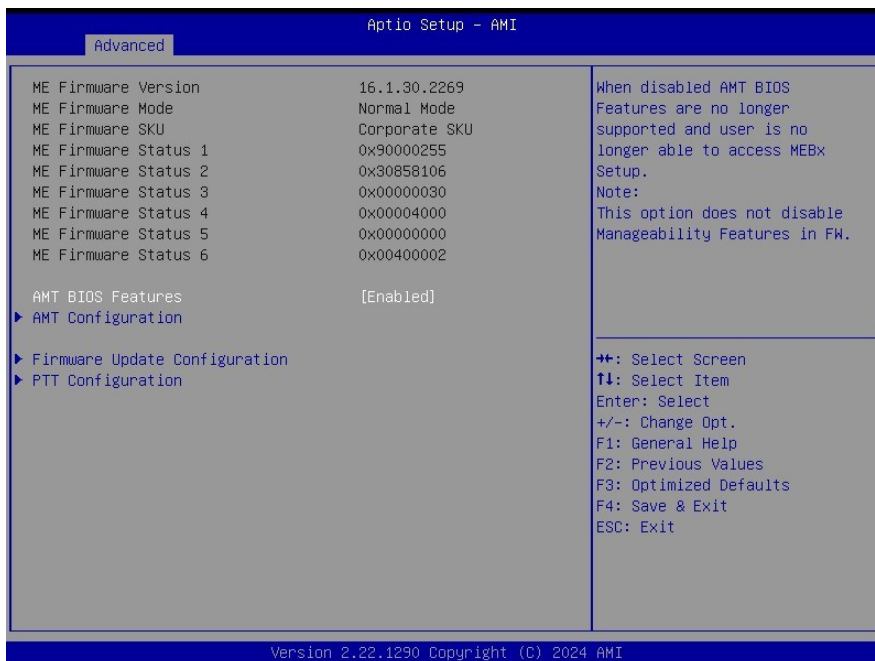 Aptio Setup - AMI
Advanced
ME Firmware Version 16.1.30.2269
ME Firmware Mode Normal Mode
ME Firmware SKU Corporate SKU
ME Firmware Status 1 0x90000255
ME Firmware Status 2 0x30858106
ME Firmware Status 3 0x00000030
ME Firmware Status 4 0x00004000
ME Firmware Status 5 0x00000000
ME Firmware Status 6 0x00400002
AMT BIOS Features [Enabled]
AMT Configuration
Firmware Update Configuration
PTT Configuration
When disabled AMT BIOS
Features are no longer
supported and user is no
longer able to access MEBx
Setup.
Note:
This option does not disable
Manageability Features in FW.
→←: Select Screen
↑↓: Select Item
Enter: Select
+/-: Change Opt.
F1: General Help
F2: Previous Values
F3: Optimized Defaults
F4: Save & Exit
ESC: Exit
Version 2.22.1290 Copyright (C) 2024 AMI